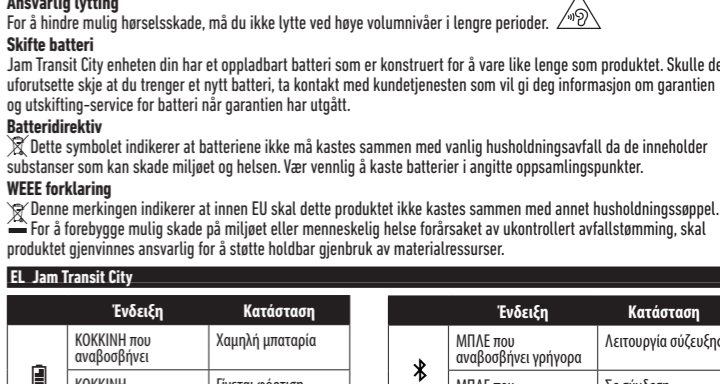 Ansvarlig lytting
For å hindre mulig hørselsskade, må du ikke lytte ved høye volumnivåer i lengre perioder.
Skifte batteri
Jam Transit City enheten din har et oppladbart batteri som er konstruert for å vare like lenge som produktet. Skulle de
uforutsette skje at du trenger et nytt batteri, ta kontakt med kundetjenesten som vil gi deg informasjon om garantien
og utskifting-service for batteri når garantien har utgått.
Batteridirektiv
Dette symbolet indikerer at batteriene ikke må kastes sammen med vanlig husholdningsavfall da de inneholder
substanser som kan skade miljøet og helsen. Vær vennlig å kaste batterier i angitte oppsamlingspunkter.
WEEE forklaring
Denne merkingen indikerer at innen EU skal dette produktet ikke kastes sammen med annet husholdningssøppel.
For å forebygge mulig skade på miljøet eller menneskelig helse forårsaket av ukontrollert avfallstømming, skal
produktet gjenvinnes ansvarlig for å støtte holdbar gjenbruk av materialressurser.
EL Jam Transit City
Ένδειξη Κατάσταση
ΚΟΚΚΙΝΗ που Χαμηλή μπαταρία
αναβοσβήνει
ΚΟΚΚΙΝΗ Γίνεται φόρτιση
Ένδειξη Κατάσταση
ΜΠΛΕ που Λειτουργία σύζευξης
αναβοσβήνει γρήγορα
ΜΠΛΕ που Σε σύνδεση